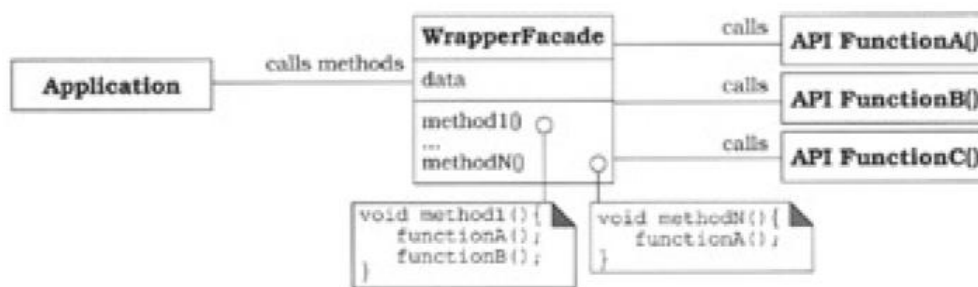 WrapperFacade
calls
API FunctionA()
calls methods
Application
data
calls
API FunctionB()
method1()
...
methodN()
calls
API FunctionC()
void method1(){
functionA();
functionB();
}
void methodN(){
functionA();
}